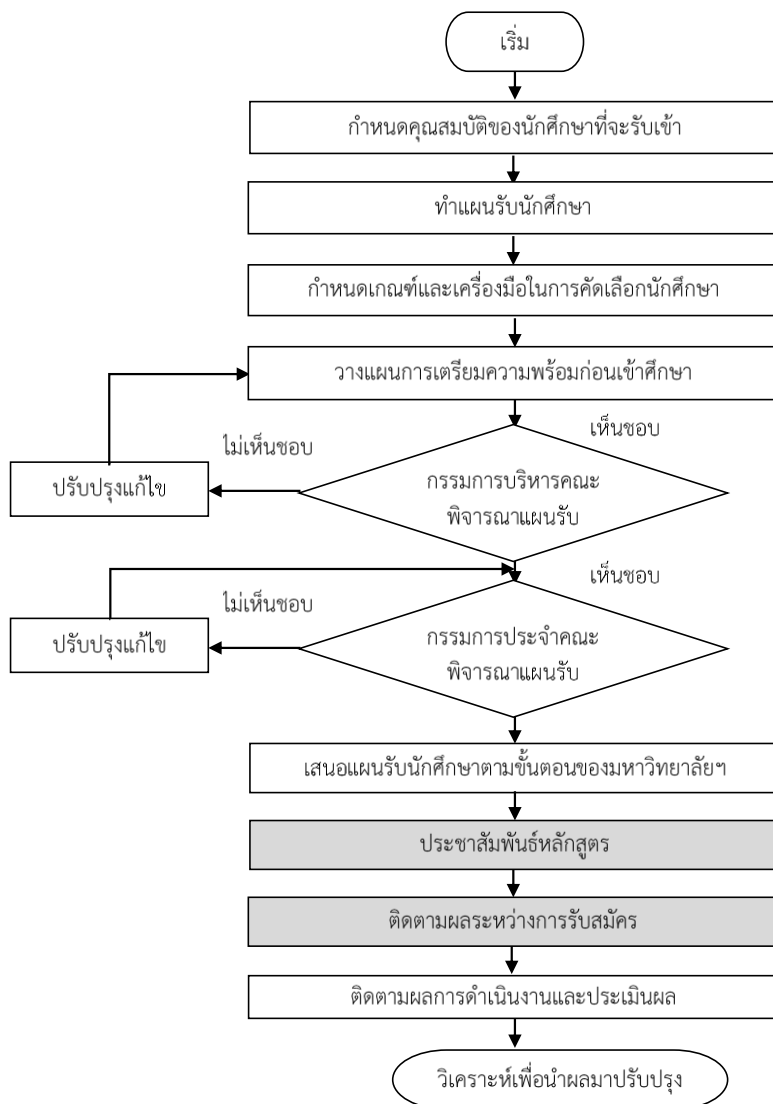 เริ่ม
กำหนดคุณสมบัติของนักศึกษาที่จะรับเข้า
ทำแผนรับนักศึกษา
กำหนดเกณฑ์และเครื่องมือในการคัดเลือกนักศึกษา
วางแผนการเตรียมความพร้อมก่อนเข้าศึกษา
เห็นชอบ
ไม่เห็นชอบ
ปรับปรุงแก้ไข
กรรมการบริหารคณะ
พิจารณาแผนรับ
เห็นชอบ
ไม่เห็นชอบ
ปรับปรุงแก้ไข
กรรมการประจำคณะ
พิจารณาแผนรับ
เสนอแผนรับนักศึกษาตามขั้นตอนของมหาวิทยาลัยฯ
ประชาสัมพันธ์หลักสูตร
ติดตามผลระหว่างการรับสมัคร
ติดตามผลการดำเนินงานและประเมินผล
วิเคราะห์เพื่อนำผลมาปรับปรุง